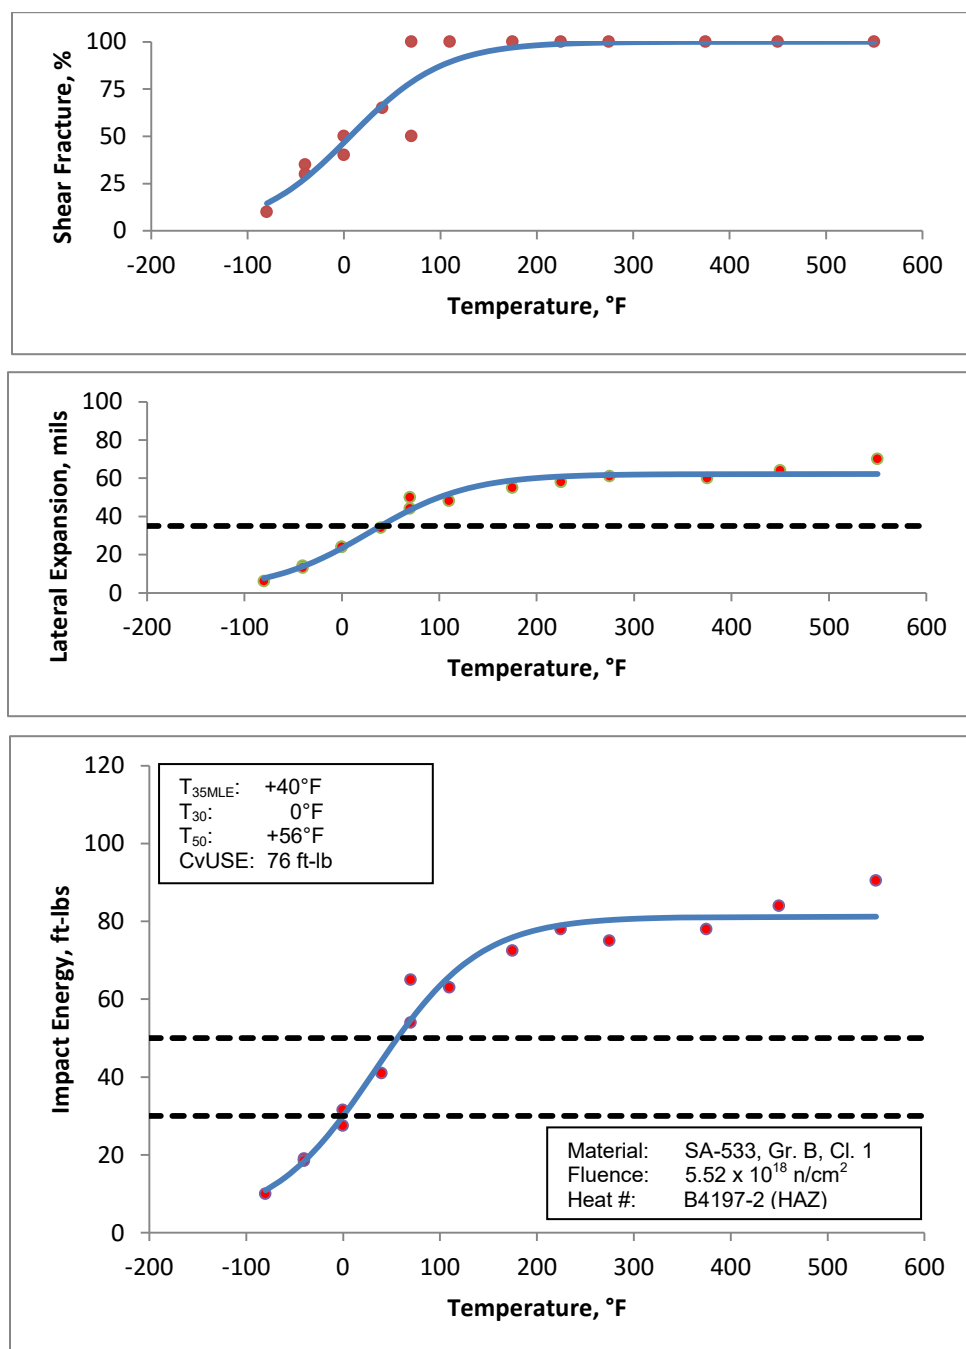 100
75
50
25
0
Shear Fracture, %
-200 -100 0 100 200 300 400 500 600
Temperature, °F
100
80
60
40
20
0
Lateral Expansion, mils
-200 -100 0 100 200 300 400 500 600
Temperature, °F
120
100
80
60
40
20
0
Impact Energy, ft-lbs
T35MLE: +40°F
T30: 0°F
T50: +56°F
CvUSE: 76 ft-lb
Material: SA-533, Gr. B, Cl. 1
Fluence: 5.52 x 10^18 n/cm^2
Heat #: B4197-2 (HAZ)
-200 -100 0 100 200 300 400 500 600
Temperature, °F